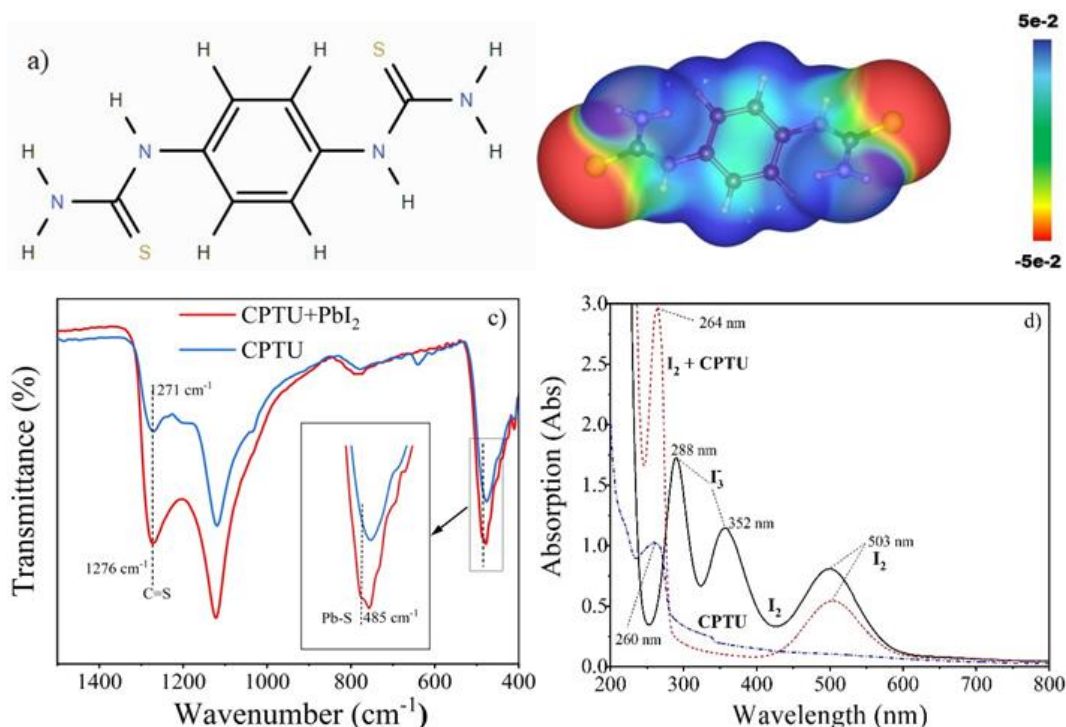 a)
H
H
S
H
H
N
H
N
N
H
H
N
H
S
H
H
H
5e-2
-5e-2
c)
CPTU+PbI₂
CPTU
1271 cm⁻¹
1276 cm⁻¹
C=S
Pb-S
485 cm⁻¹
Transmittance (%)
1400
1200
1000
800
600
400
Wavenumber (cm⁻¹)
d)
3.0
2.5
2.0
1.5
1.0
0.5
0.0
264 nm
I₂ + CPTU
288 nm
I₃⁻
352 nm
503 nm
I₂
I₂
CPTU
260 nm
Absorption (Abs)
200
300
400
500
600
700
800
Wavelength (nm)